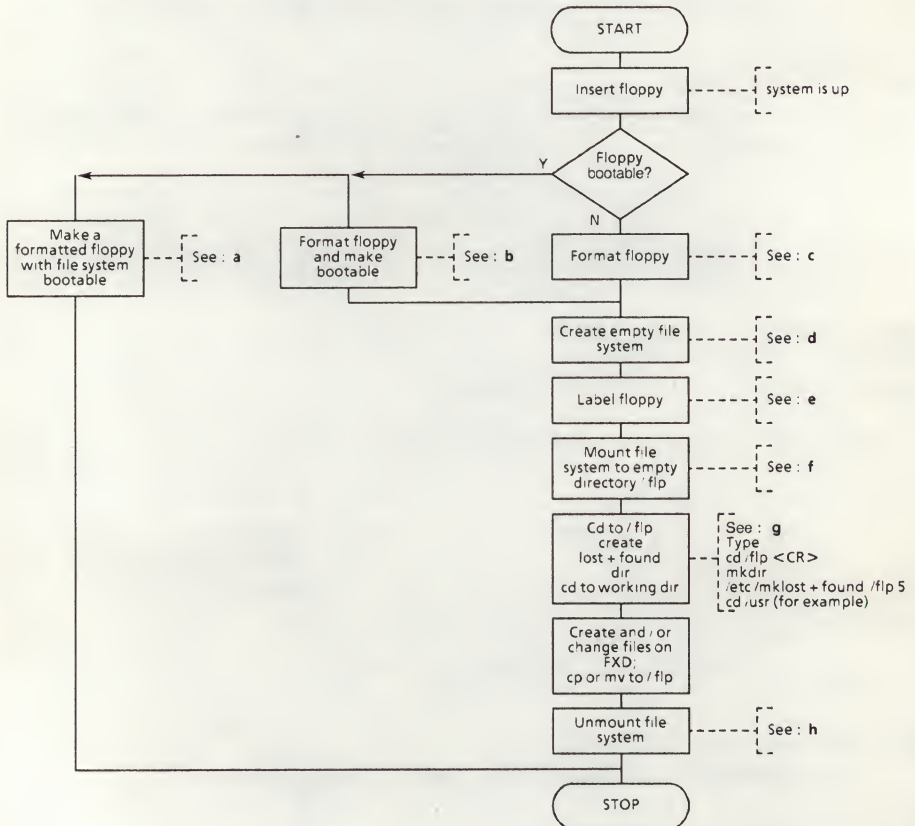 START
Insert floppy
system is up
Floppy
bootable?
Y
N
Make a
formatted floppy
with file system
bootable
See : a
Format floppy
and make
bootable
See : b
Format floppy
See : c
Create empty file
system
See : d
Label floppy
See : e
Mount file
system to empty
directory / flp
See : f
Cd to / flp
create
lost + found
dir
cd to working dir
See : g
Type
cd /flp <CR>
mkdir
/etc /mklost + found /flp 5
cd /usr (for example)
Create and / or
change files on
FXD;
cp or mv to / flp
Unmount file
system
See : h
STOP